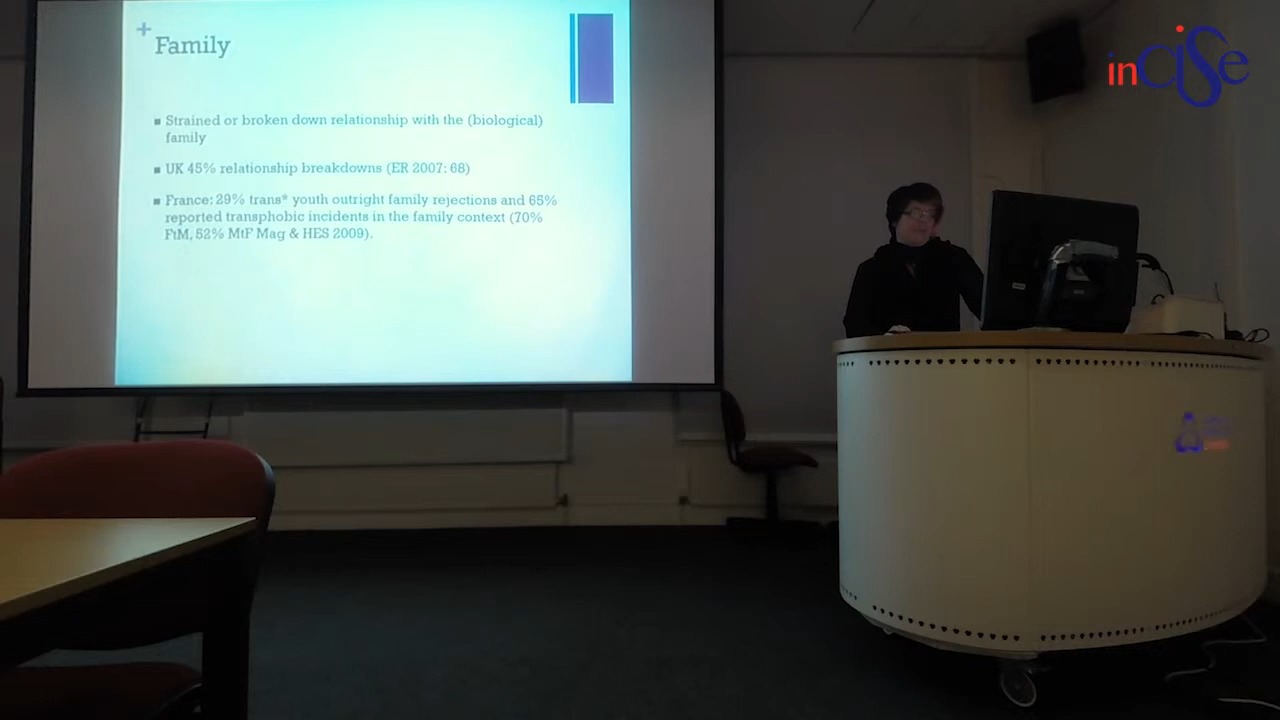 +
Family
inCiSe
▪ Strained or broken down relationship with the (biological)
family
▪ UK 45% relationship breakdowns (ER 2007: 68)
▪ France: 29% trans* youth outright family rejections and 65%
reported transphobic incidents in the family context (70%
FtM, 52% MtF Mag & HES 2009).